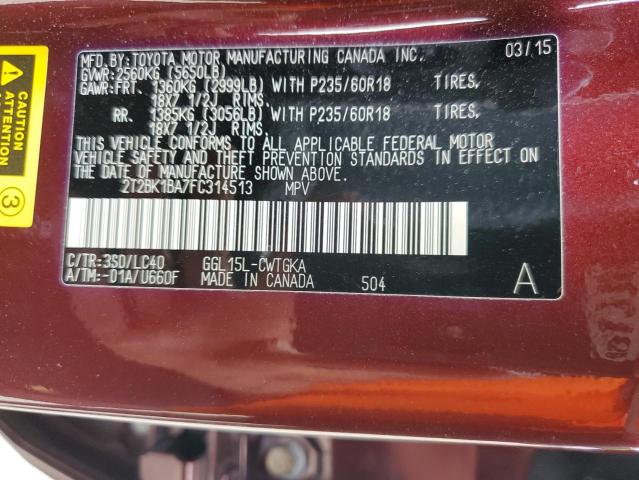 MFD.BY:TOYOTA MOTOR MANUFACTURING CANADA INC. 03/15
GVWR:2560KG (5650LB)
GAWR:FRT. 1360KG (2999LB) WITH P235/60R18 TIRES,
18X7 1/2J RIMS.
RR. 1385KG (3056LB) WITH P235/60R18 TIRES,
18X7 1/2J RIMS.
THIS VEHICLE CONFORMS TO ALL APPLICABLE FEDERAL MOTOR
VEHICLE SAFETY AND THEFT PREVENTION STANDARDS IN EFFECT ON
THE DATE OF MANUFACTURE SHOWN ABOVE.
2T2BK1BA7FC314513 MPV
C/TR:3S0/LC40 GGL15L-CWTGKA
A/TM:-01A/U660F MADE IN CANADA 504 A
CAUTION
ATTENTION
3